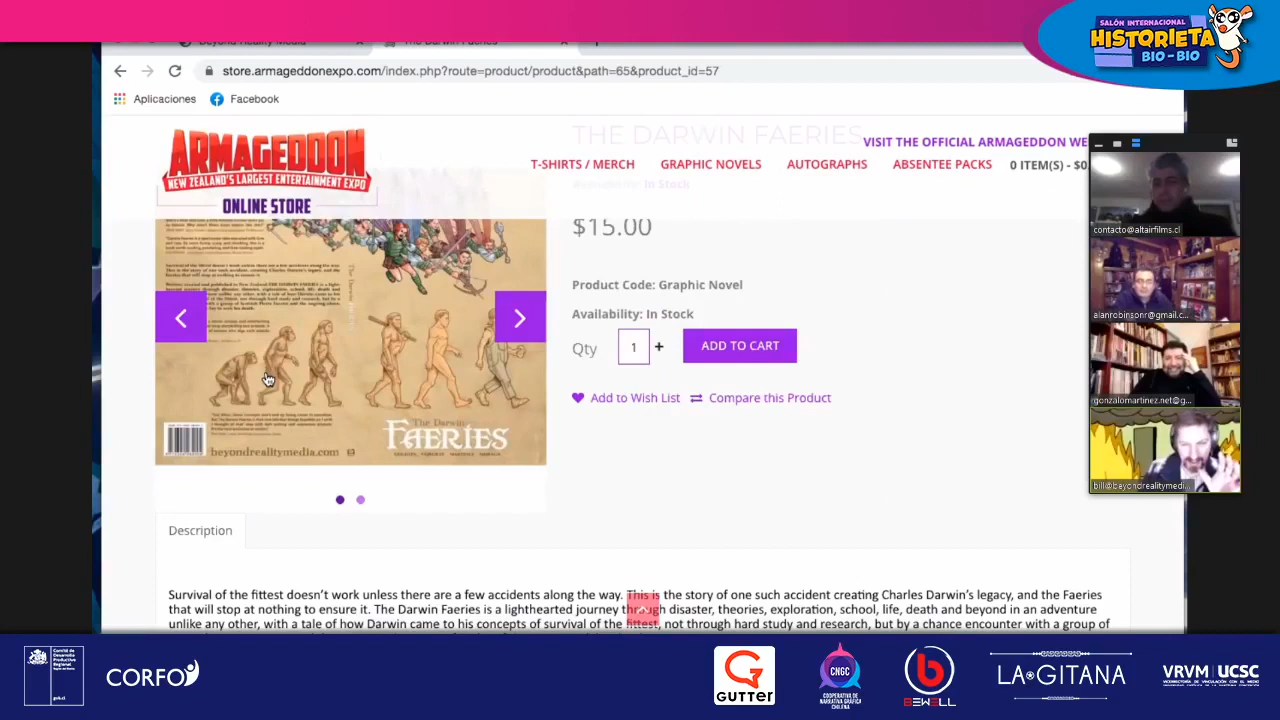 SALÓN INTERNACIONAL
HISTORIETA
BIO-BIO
store.armageddonexpo.com/index.php?route=product/product&path=65&product_id=57
Aplicaciones
Facebook
ARMAGEDDON
NEW ZEALAND'S LARGEST ENTERTAINMENT EXPO
ONLINE STORE
THE DARWIN FAERIES
VISIT THE OFFICIAL ARMAGEDDON WE
T-SHIRTS / MERCH
GRAPHIC NOVELS
AUTOGRAPHS
ABSENTEE PACKS
0 ITEM(S) - $0.
Availability: In Stock
$15.00
Product Code: Graphic Novel
Availability: In Stock
Qty
1
+
ADD TO CART
Add to Wish List
Compare this Product
The Darwin
FAERIES
beyondrealitymedia.com
contacto@altairfilms.cl
alanrobinsonr@gmail.c...
gonzalomartinez.net@g...
bill@beyondrealitymedi...
Description
Survival of the fittest doesn't work unless there are a few accidents along the way. This is the story of one such accident creating Charles Darwin's legacy, and the Faeries
that will stop at nothing to ensure it. The Darwin Faeries is a lighthearted journey through disaster, theories, exploration, school, life, death and beyond in an adventure
unlike any other, with a tale of how Darwin came to his concepts of survival of the fittest, not through hard study and research, but by a chance encounter with a group of
CORFO
GUTTER
CNGC
COOPERATIVA DE
NARRATIVA GRÁFICA
CHILENA
BEWELL
LA GITANA
VRVM | UCSC